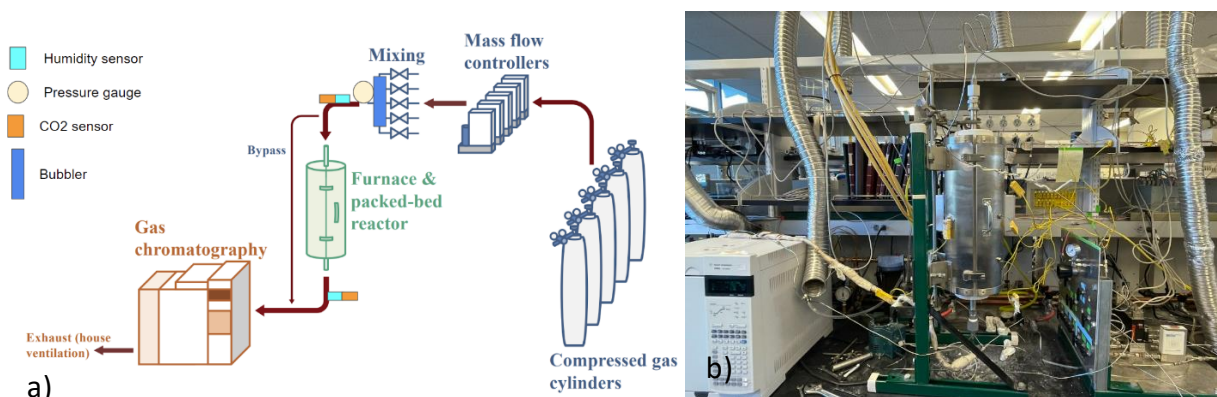 Humidity sensor
Pressure gauge
CO2 sensor
Bubbler
Mixing
Mass flow
controllers
Bypass
Furnace &
packed-bed
reactor
Gas
chromatography
Exhaust (house
ventilation)
Compressed gas
cylinders
a)
b)